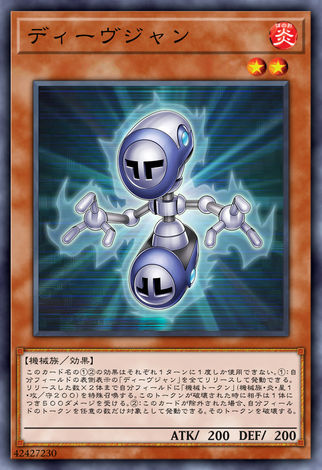 ディーヴジャン
炎
【機械族/効果】
このカード名の①②の効果はそれぞれ1ターンに1度しか使用できない。①:自
分フィールドの表側表示の「ディーヴジャン」を全てリリースして発動できる。
リリースした数×2体まで自分フィールドに「機械トークン」(機械族・炎・星1
・攻/守200)を特殊召喚する。このトークンが破壊された時に相手は1体に
つき500ダメージを受ける。②:このカードが除外された場合、自分フィール
ドのトークンを任意の数だけ対象として発動できる。そのトークンを破壊する。
ATK/ 200 DEF/ 200
42427230